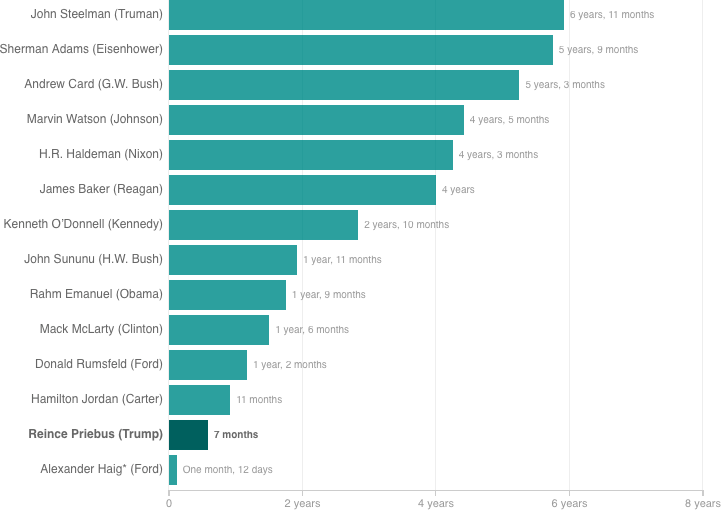 John Steelman (Truman) 6 years, 11 months
Sherman Adams (Eisenhower) 5 years, 9 months
Andrew Card (G.W. Bush) 5 years, 3 months
Marvin Watson (Johnson) 4 years, 5 months
H.R. Haldeman (Nixon) 4 years, 3 months
James Baker (Reagan) 4 years
Kenneth O’Donnell (Kennedy) 2 years, 10 months
John Sununu (H.W. Bush) 1 year, 11 months
Rahm Emanuel (Obama) 1 year, 9 months
Mack McLarty (Clinton) 1 year, 6 months
Donald Rumsfeld (Ford) 1 year, 2 months
Hamilton Jordan (Carter) 11 months
Reince Priebus (Trump) 7 months
Alexander Haig* (Ford) One month, 12 days
0 2 years 4 years 6 years 8 years